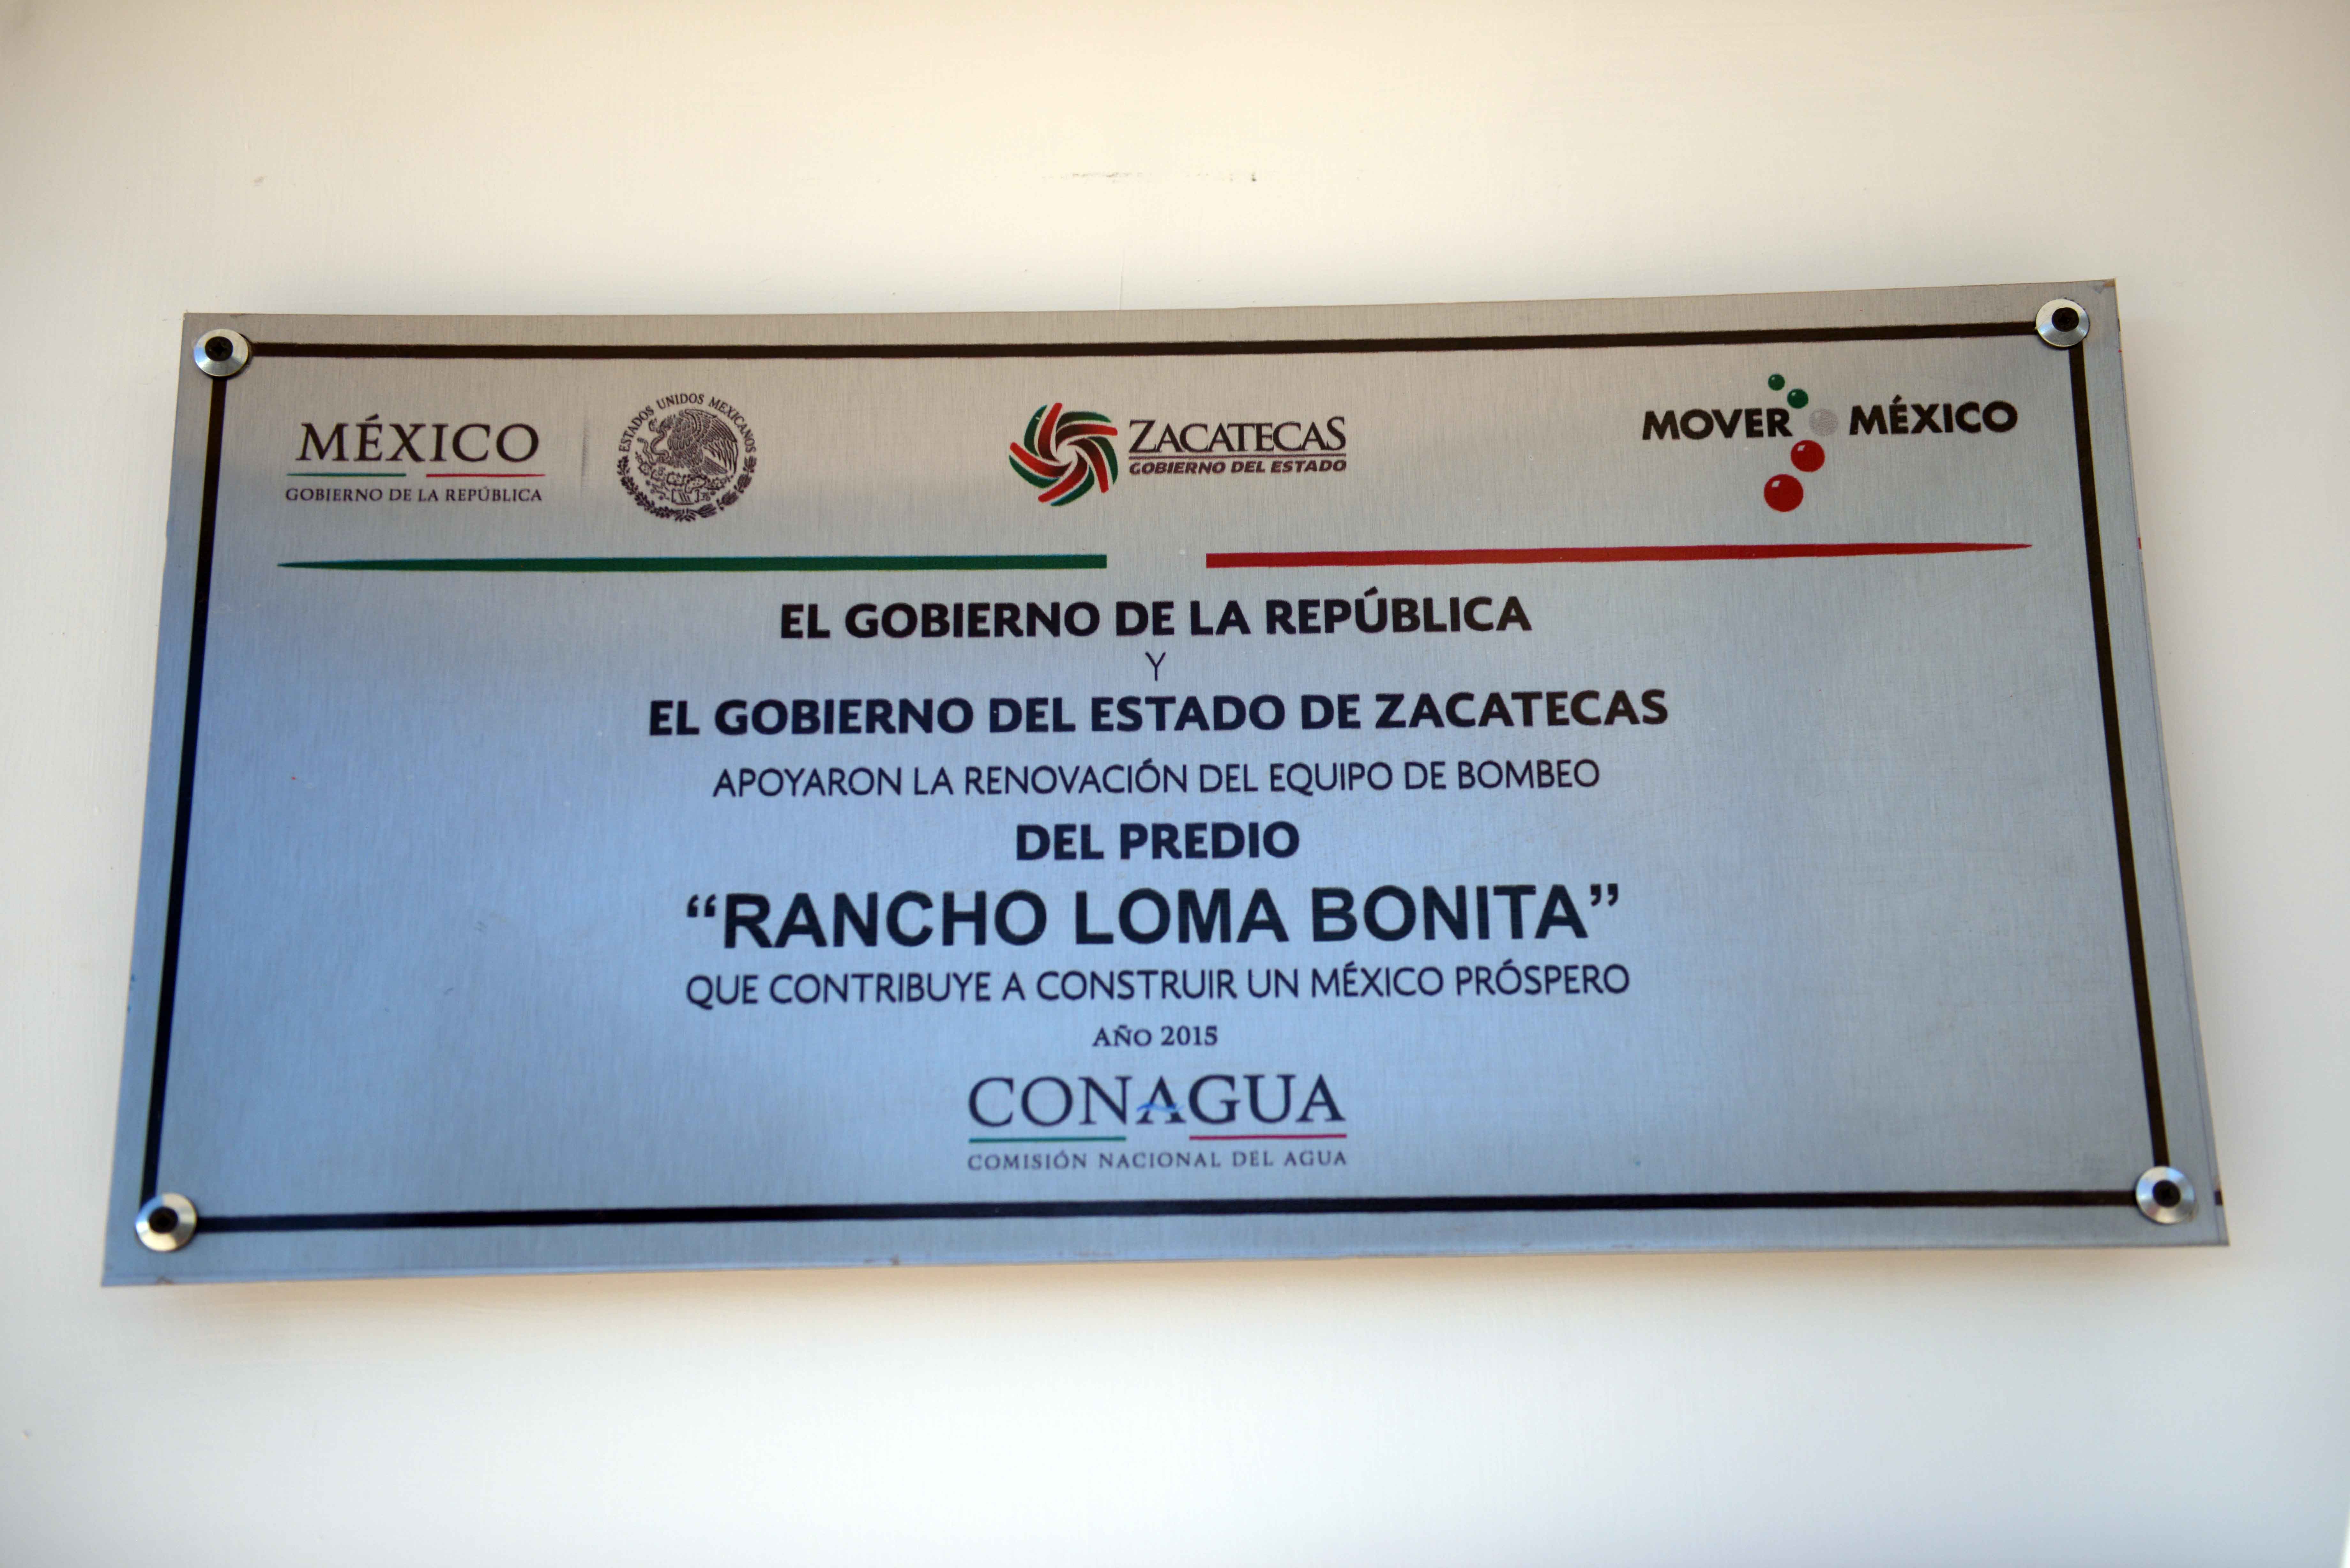 MÉXICO
GOBIERNO DE LA REPÚBLICA
ESTADOS UNIDOS MEXICANOS
ZACATECAS
GOBIERNO DEL ESTADO
MOVER MÉXICO
EL GOBIERNO DE LA REPÚBLICA
Y
EL GOBIERNO DEL ESTADO DE ZACATECAS
APOYARON LA RENOVACIÓN DEL EQUIPO DE BOMBEO
DEL PREDIO
“RANCHO LOMA BONITA”
QUE CONTRIBUYE A CONSTRUIR UN MÉXICO PRÓSPERO
AÑO 2015
CONAGUA
COMISIÓN NACIONAL DEL AGUA